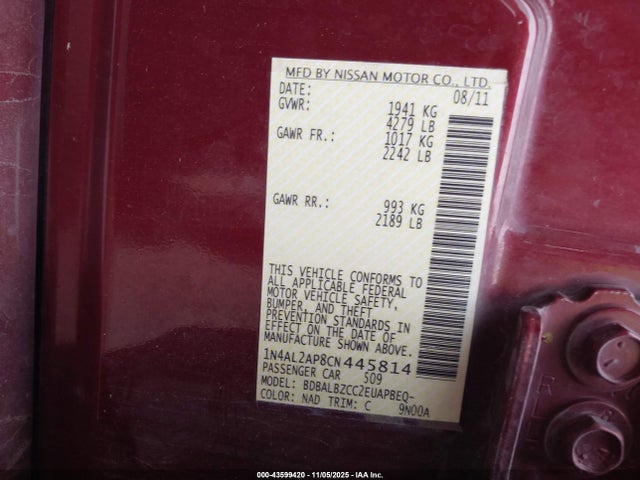 MFD BY NISSAN MOTOR CO., LTD.
DATE: 08/11
GVWR: 1941 KG
4279 LB
GAWR FR.: 1017 KG
2242 LB
GAWR RR.: 993 KG
2189 LB
THIS VEHICLE CONFORMS TO
ALL APPLICABLE FEDERAL
MOTOR VEHICLE SAFETY,
BUMPER, AND THEFT
PREVENTION STANDARDS IN
EFFECT ON THE DATE OF
MANUFACTURE SHOWN ABOVE.
1N4AL2AP8CN445814
PASSENGER CAR 509
MODEL: BDBALBZCC2EUAPBEQ-
COLOR: NAD TRIM: C 9N00A
000-43599420 - 11/05/2025 - IAA Inc.